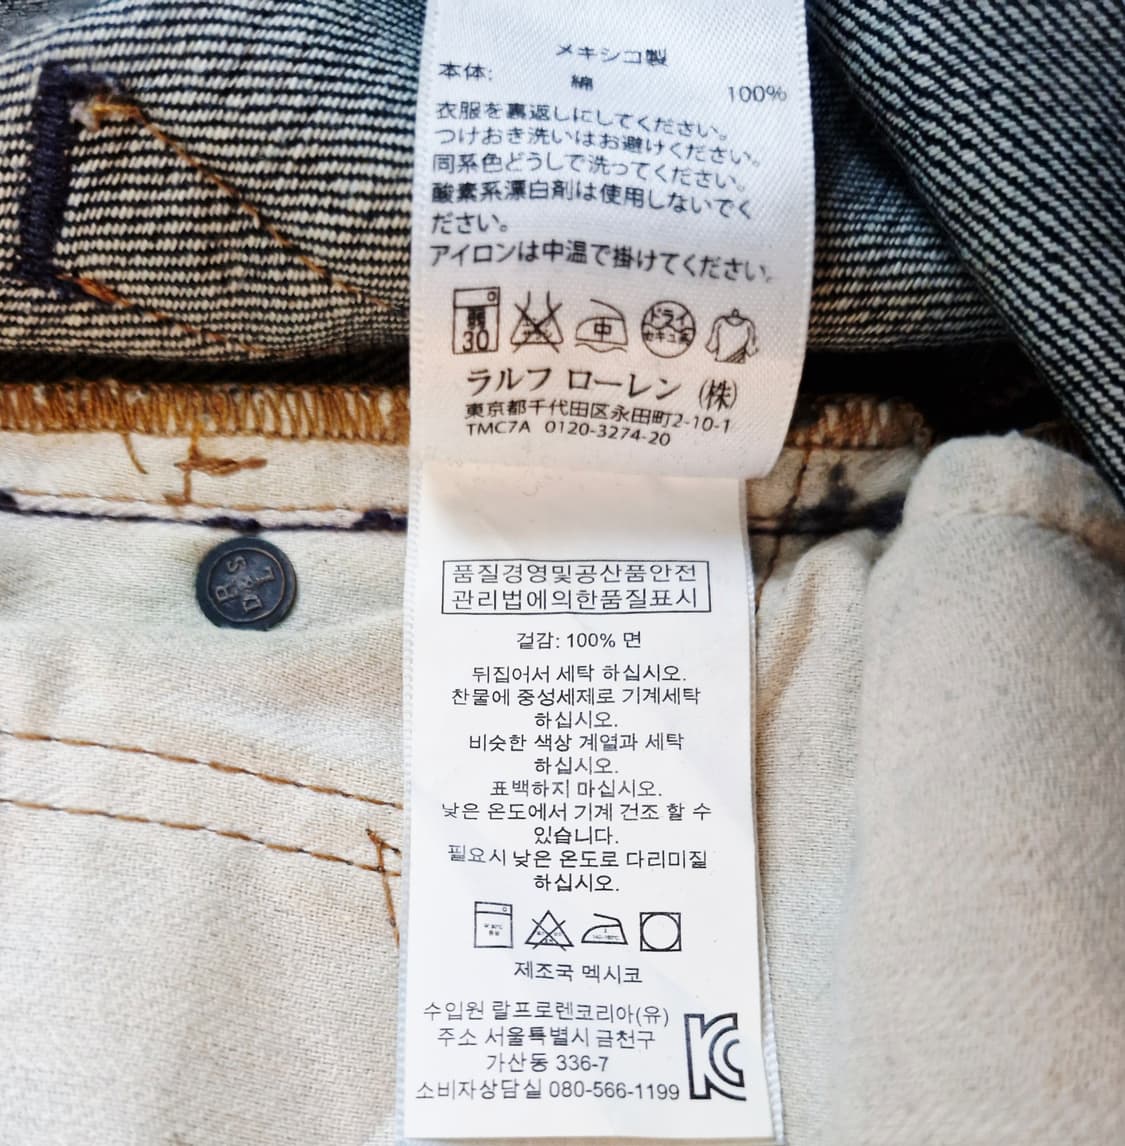 メキシコ製
本体: 綿 100%
衣服を裏返しにしてください。
つけおき洗いはお避けください。
同系色どうしで洗ってください。
酸素系漂白剤は使用しないでく
ださい。
アイロンは中温で掛けてください。
弱 30 中 ドライ セキユ系
ラルフ ローレン (株)
東京都千代田区永田町2-10-1
TMC7A 0120-3274-20
품질경영및공산품안전
관리법에의한품질표시
겉감: 100% 면
뒤집어서 세탁 하십시오.
찬물에 중성세제로 기계세탁
하십시오.
비슷한 색상 계열과 세탁
하십시오.
표백하지 마십시오.
낮은 온도에서 기계 건조 할 수
있습니다.
필요시 낮은 온도로 다리미질
하십시오.
제조국 멕시코
수입원 랄프로렌코리아(유)
주소 서울특별시 금천구
가산동 336-7
소비자상담실 080-566-1199